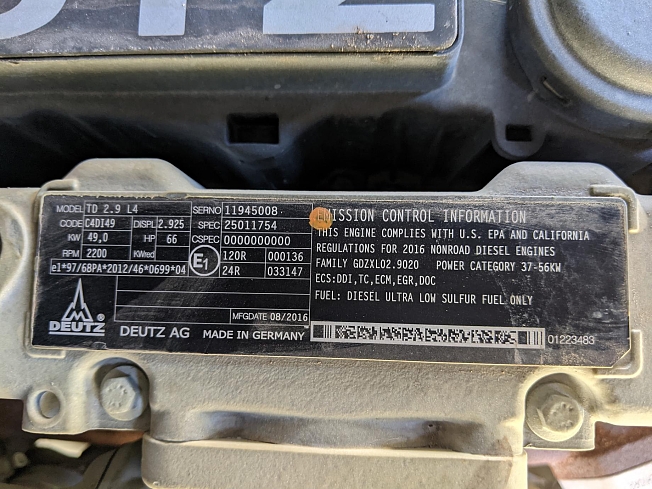 UTZ
MODEL TD 2.9 L4
CODE C4DI49 DISPL 2.925
KW 49,0 HP 66
RPM 2200 KWred
e1*97/68PA*2012/46*0699*04
DEUTZ
SERNO 11945008
SPEC 25011754
CSPEC 0000000000
E1 120R 000136
24R 033147
MFGDATE 08/2016
DEUTZ AG MADE IN GERMANY
EMISSION CONTROL INFORMATION
THIS ENGINE COMPLIES WITH U.S. EPA AND CALIFORNIA
REGULATIONS FOR 2016 NONROAD DIESEL ENGINES
FAMILY GDZXL02.9020 POWER CATEGORY 37-56KW
ECS:DDI,TC,ECM,EGR,DOC
FUEL: DIESEL ULTRA LOW SULFUR FUEL ONLY
01223483